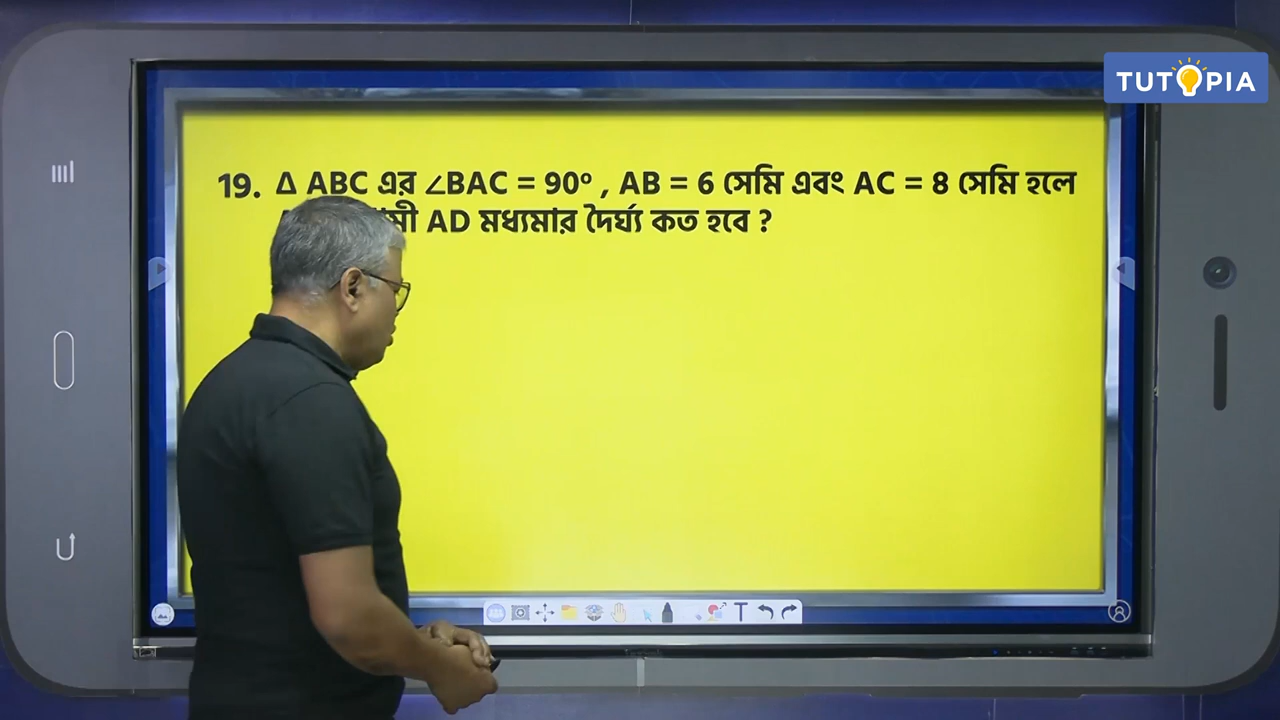 TUTOPIA
19. Δ ABC এর ∠BAC = 90° , AB = 6 সেমি এবং AC = 8 সেমি হলে
AD মধ্যমার দৈর্ঘ্য কত হবে ?